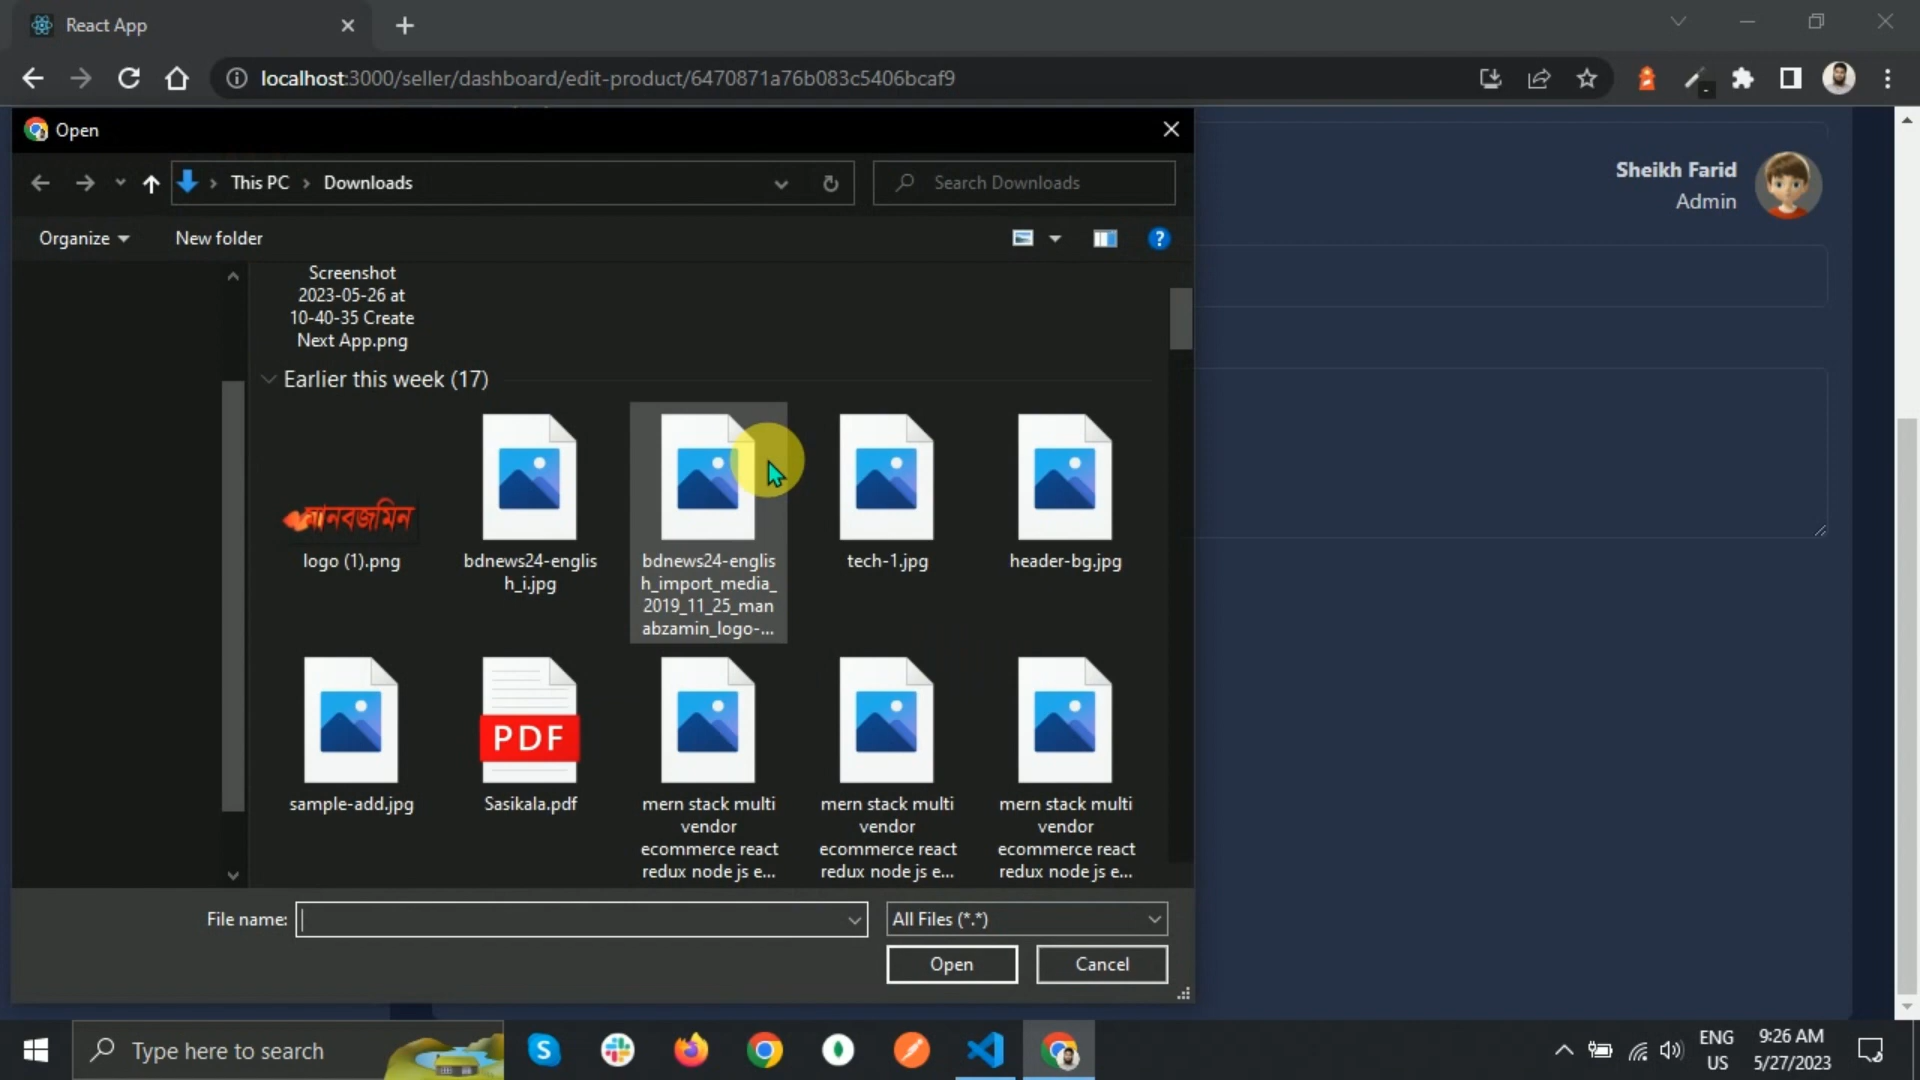 React App
localhost:3000/seller/dashboard/edit-product/6470871a76b083c5406bcaf9
Open
This PC
Downloads
Search Downloads
Organize
New folder
?
Sheikh Farid
Admin
Screenshot
2023-05-26 at
10-40-35 Create
Next App.png
Earlier this week (17)
মানবজমিন
logo (1).png
bdnews24-englis
h_i.jpg
bdnews24-englis
h_import_media_
2019_11_25_man
abzamin_logo-...
tech-1.jpg
header-bg.jpg
sample-add.jpg
PDF
Sasikala.pdf
mern stack multi
vendor
ecommerce react
redux node js e...
mern stack multi
vendor
ecommerce react
redux node js e...
mern stack multi
vendor
ecommerce react
redux node js e...
File name:
All Files (*.*)
Open
Cancel
Type here to search
S
ENG
US
9:26 AM
5/27/2023